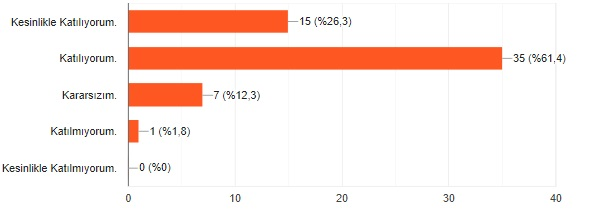 Kesinlikle Katılıyorum.
15 (%26,3)
Katılıyorum.
35 (%61,4)
Kararsızım.
7 (%12,3)
Katılmıyorum.
1 (%1,8)
Kesinlikle Katılmıyorum.
0 (%0)
0 10 20 30 40